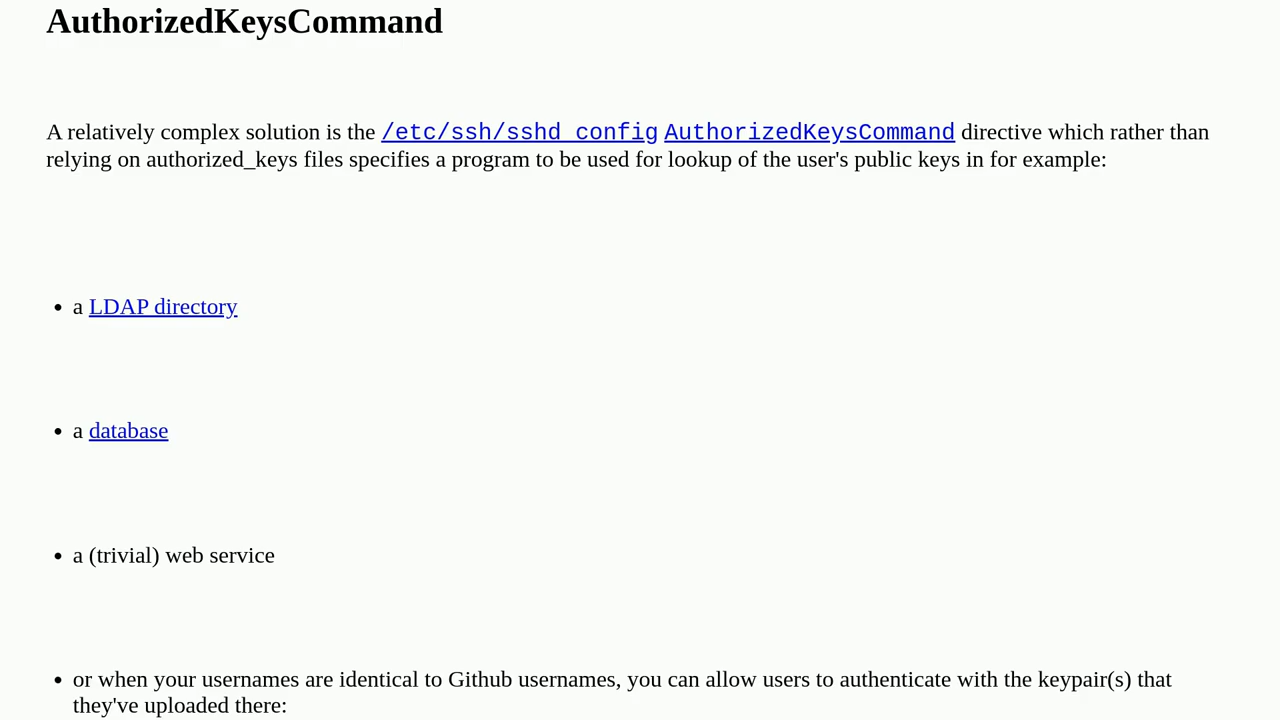 AuthorizedKeysCommand
A relatively complex solution is the /etc/ssh/sshd_config AuthorizedKeysCommand directive which rather than
relying on authorized_keys files specifies a program to be used for lookup of the user's public keys in for example:
• a LDAP directory
• a database
• a (trivial) web service
• or when your usernames are identical to Github usernames, you can allow users to authenticate with the keypair(s) that
they've uploaded there: